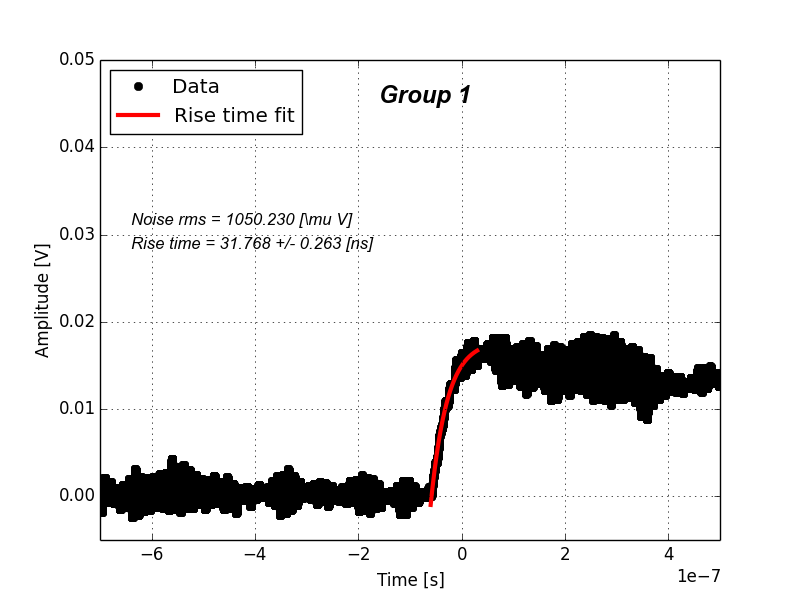 Group 1
Data
Rise time fit
Noise rms = 1050.230 [\mu V]
Rise time = 31.768 +/- 0.263 [ns]
Amplitude [V]
0.05
0.04
0.03
0.02
0.01
0.00
−6 −4 −2 0 2 4
Time [s]
1e−7